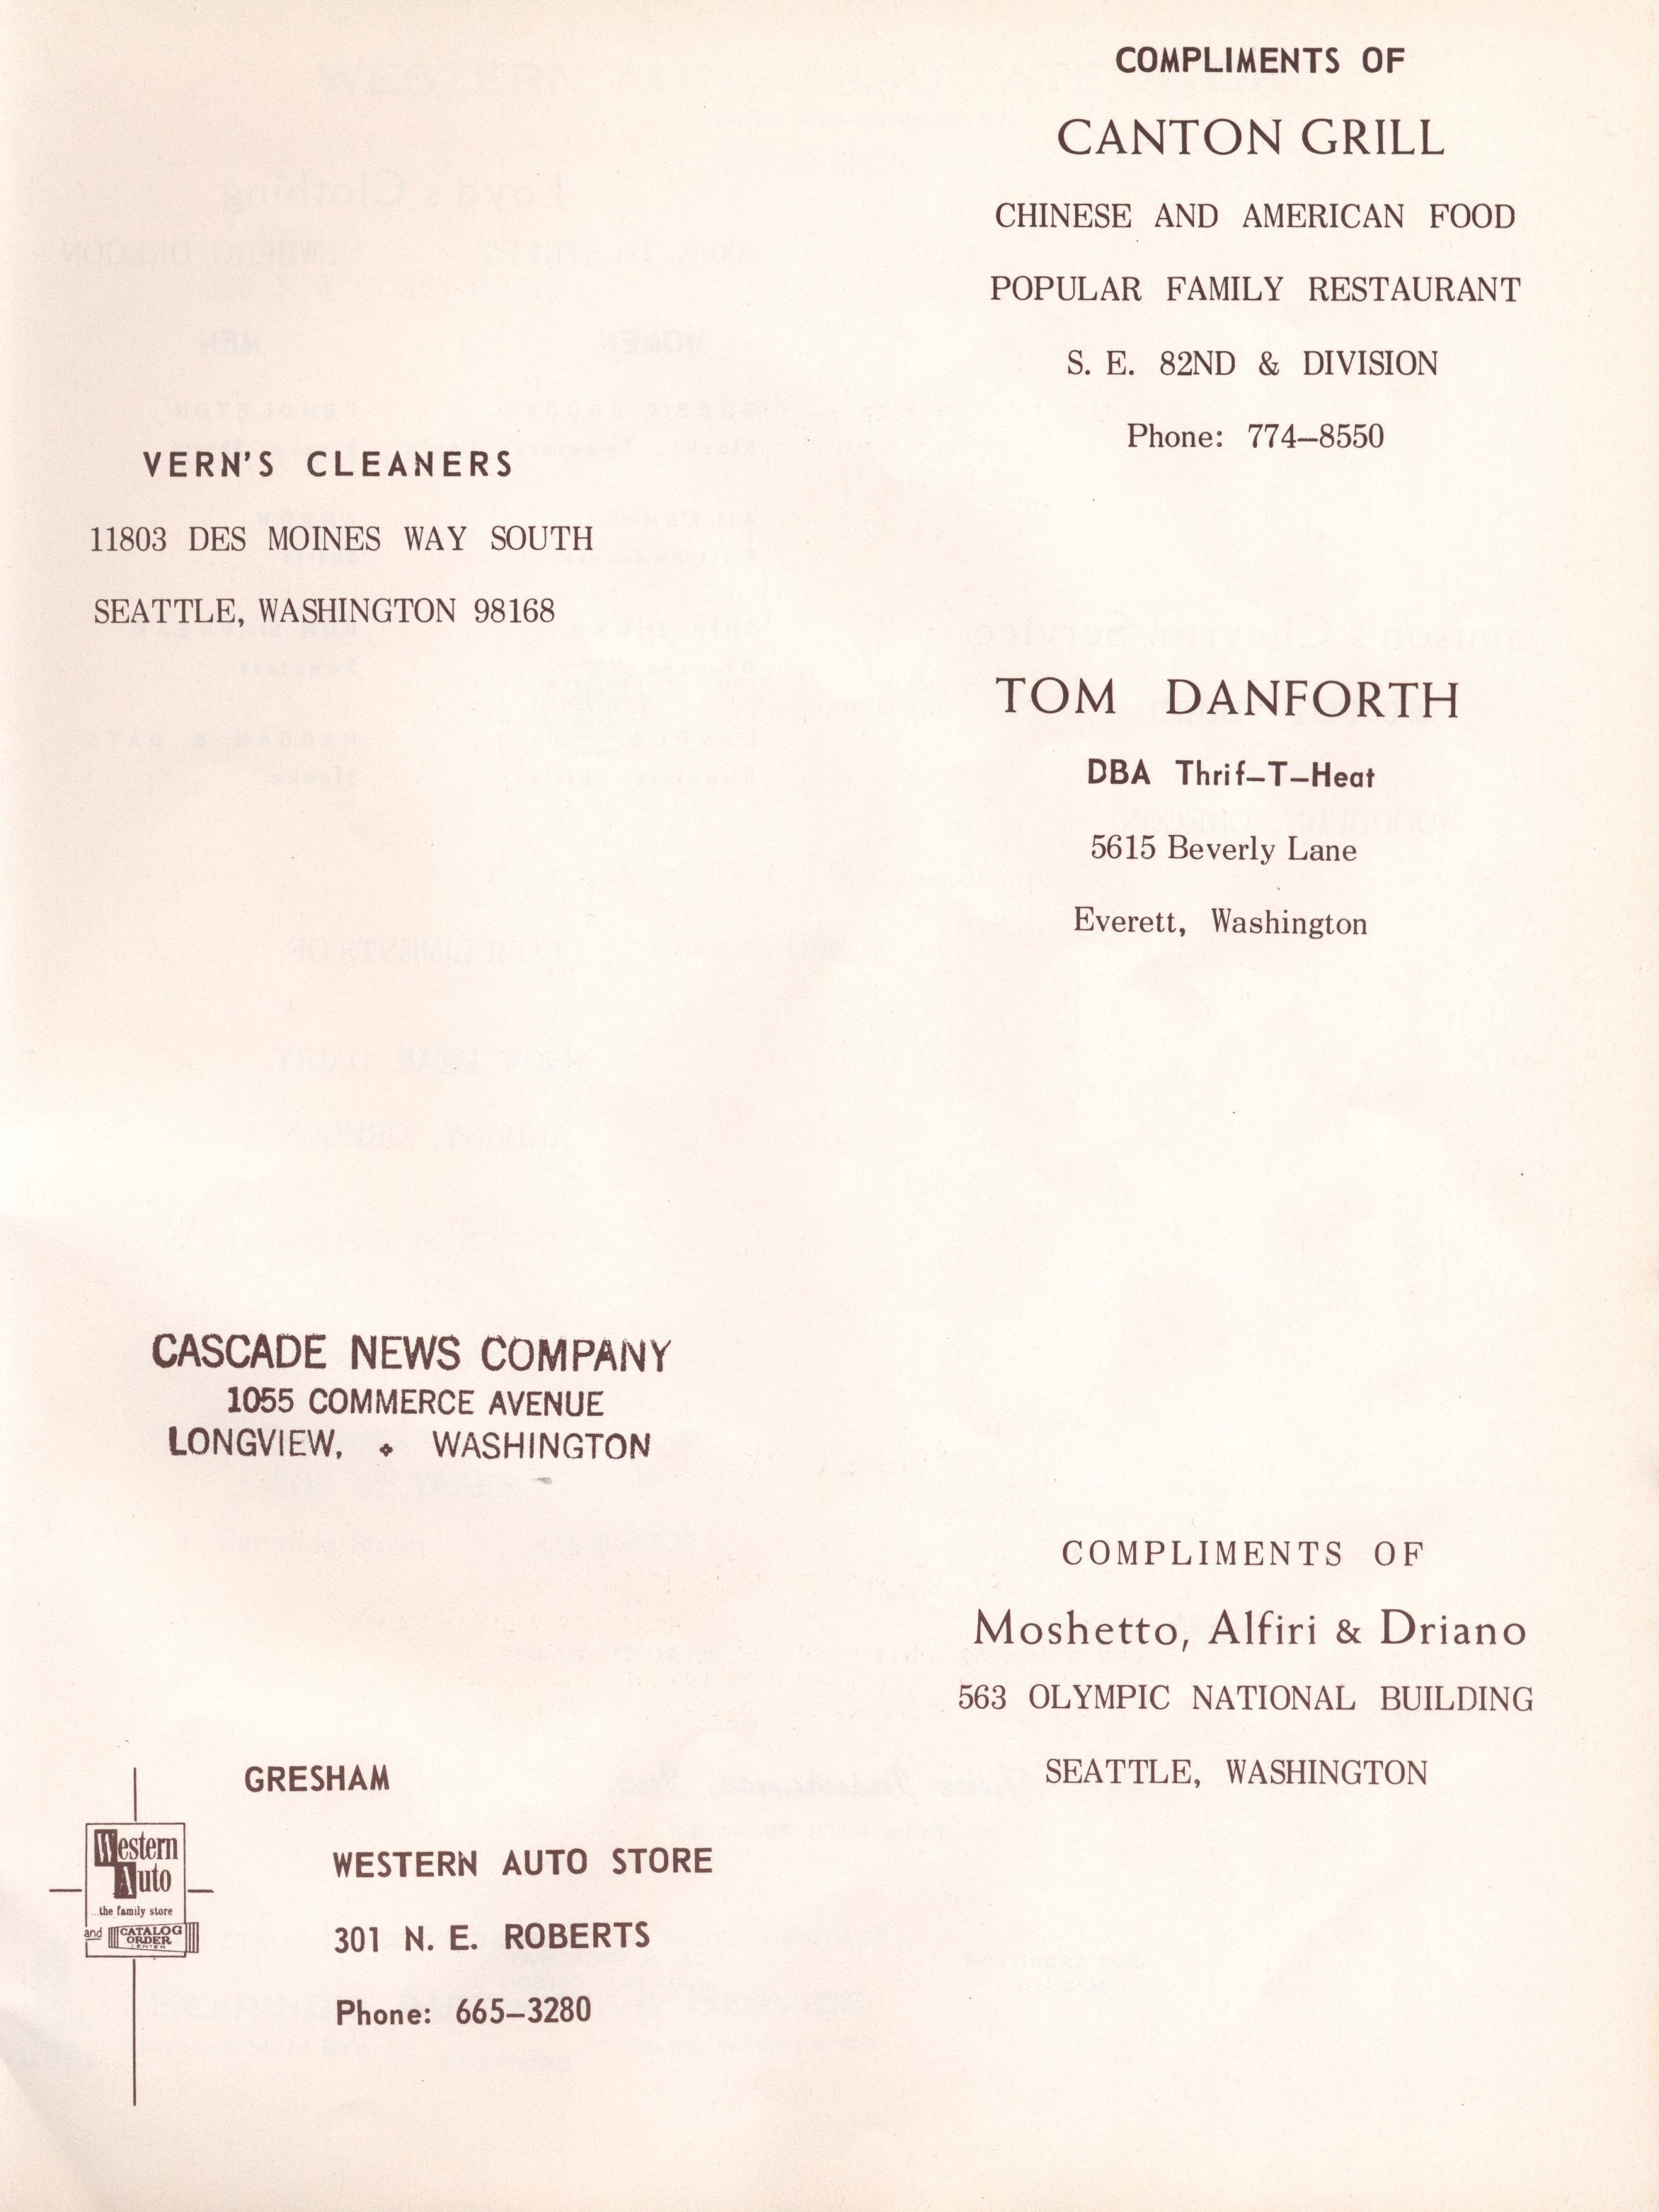 COMPLIMENTS OF
CANTON GRILL
CHINESE AND AMERICAN FOOD
POPULAR FAMILY RESTAURANT
S. E. 82ND & DIVISION
Phone: 774–8550
VERN'S CLEANERS
11803 DES MOINES WAY SOUTH
SEATTLE, WASHINGTON 98168
TOM DANFORTH
DBA Thrif–T–Heat
5615 Beverly Lane
Everett, Washington
CASCADE NEWS COMPANY
1055 COMMERCE AVENUE
LONGVIEW, WASHINGTON
COMPLIMENTS OF
Moshetto, Alfiri & Driano
563 OLYMPIC NATIONAL BUILDING
SEATTLE, WASHINGTON
GRESHAM
Western
Auto
...the family store
and CATALOG
ORDER
CENTER
WESTERN AUTO STORE
301 N. E. ROBERTS
Phone: 665–3280